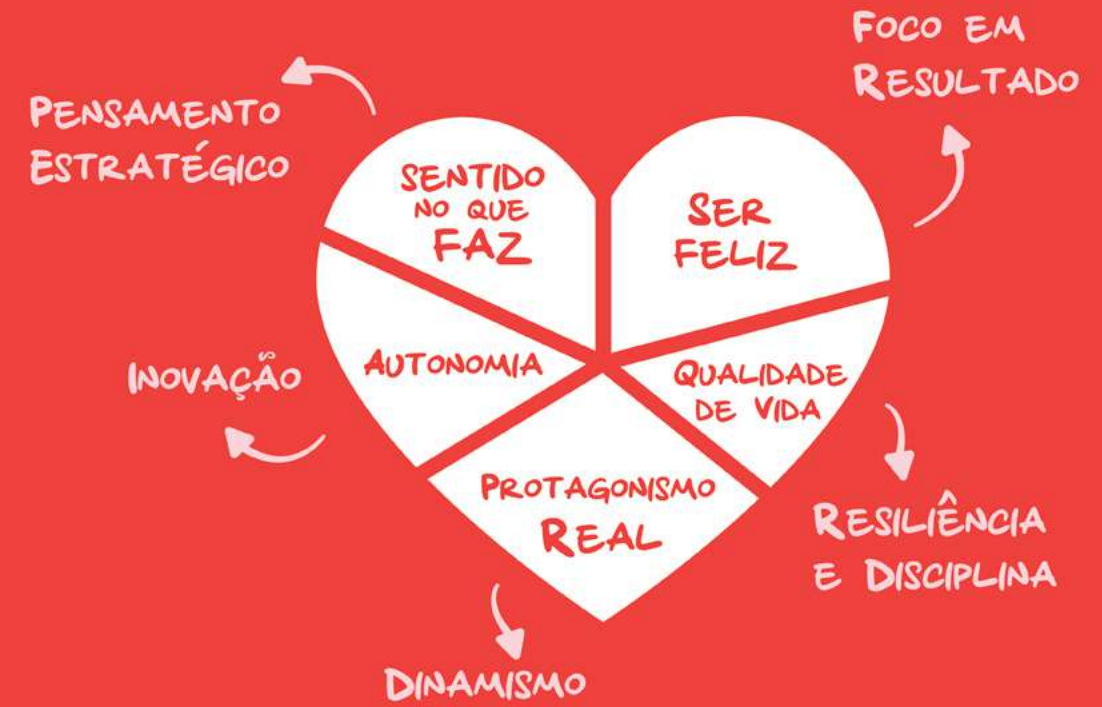 FOCO EM
RESULTADO
PENSAMENTO
ESTRATÉGICO
SENTIDO
NO QUE
FAZ
SER
FELIZ
INOVAÇÃO
AUTONOMIA
QUALIDADE
DE VIDA
PROTAGONISMO
REAL
RESILIÊNCIA
E DISCIPLINA
DINAMISMO